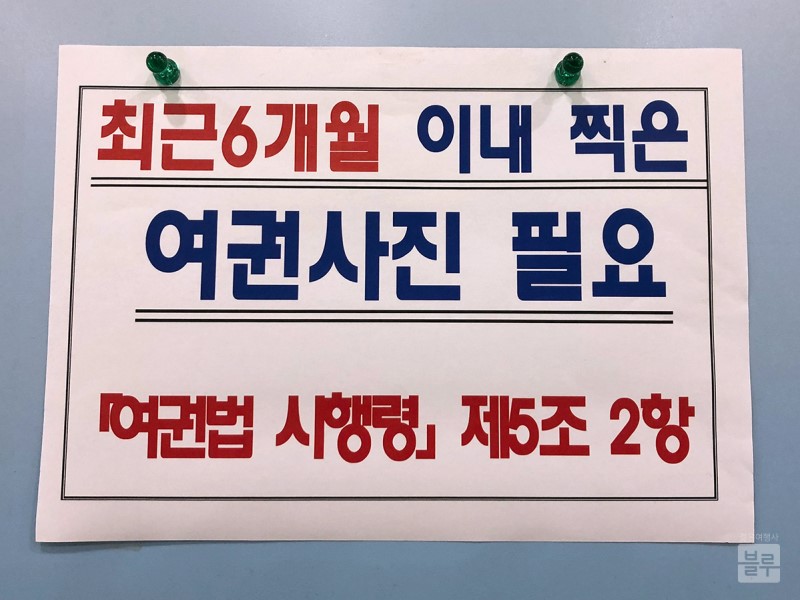 최근6개월 이내 찍은
여권사진 필요
「여권법 시행령」 제5조 2항
블루